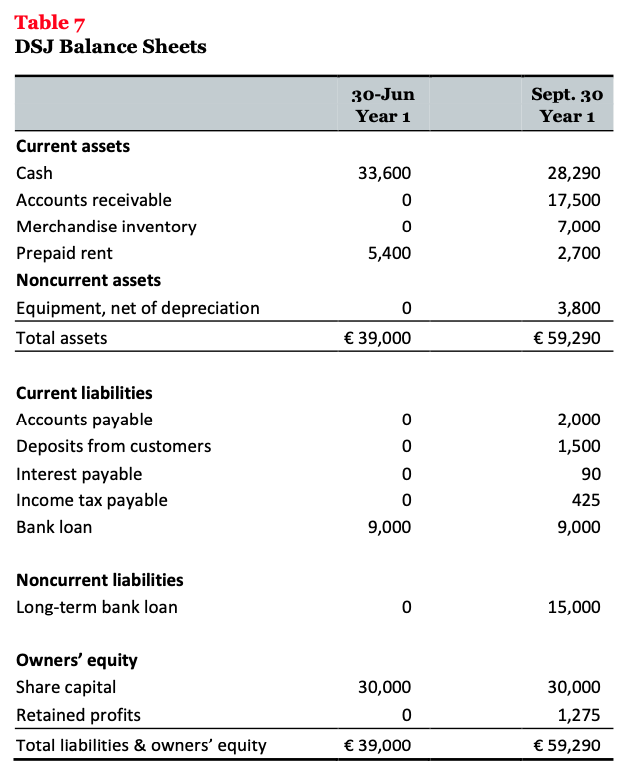 Table 7
DSJ Balance Sheets
30-Jun Sept. 30
Year 1 Year 1
Current assets
Cash 33,600 28,290
Accounts receivable 0 17,500
Merchandise inventory 0 7,000
Prepaid rent 5,400 2,700
Noncurrent assets
Equipment, net of depreciation 0 3,800
Total assets € 39,000 € 59,290
Current liabilities
Accounts payable 0 2,000
Deposits from customers 0 1,500
Interest payable 0 90
Income tax payable 0 425
Bank loan 9,000 9,000
Noncurrent liabilities
Long-term bank loan 0 15,000
Owners’ equity
Share capital 30,000 30,000
Retained profits 0 1,275
Total liabilities & owners’ equity € 39,000 € 59,290